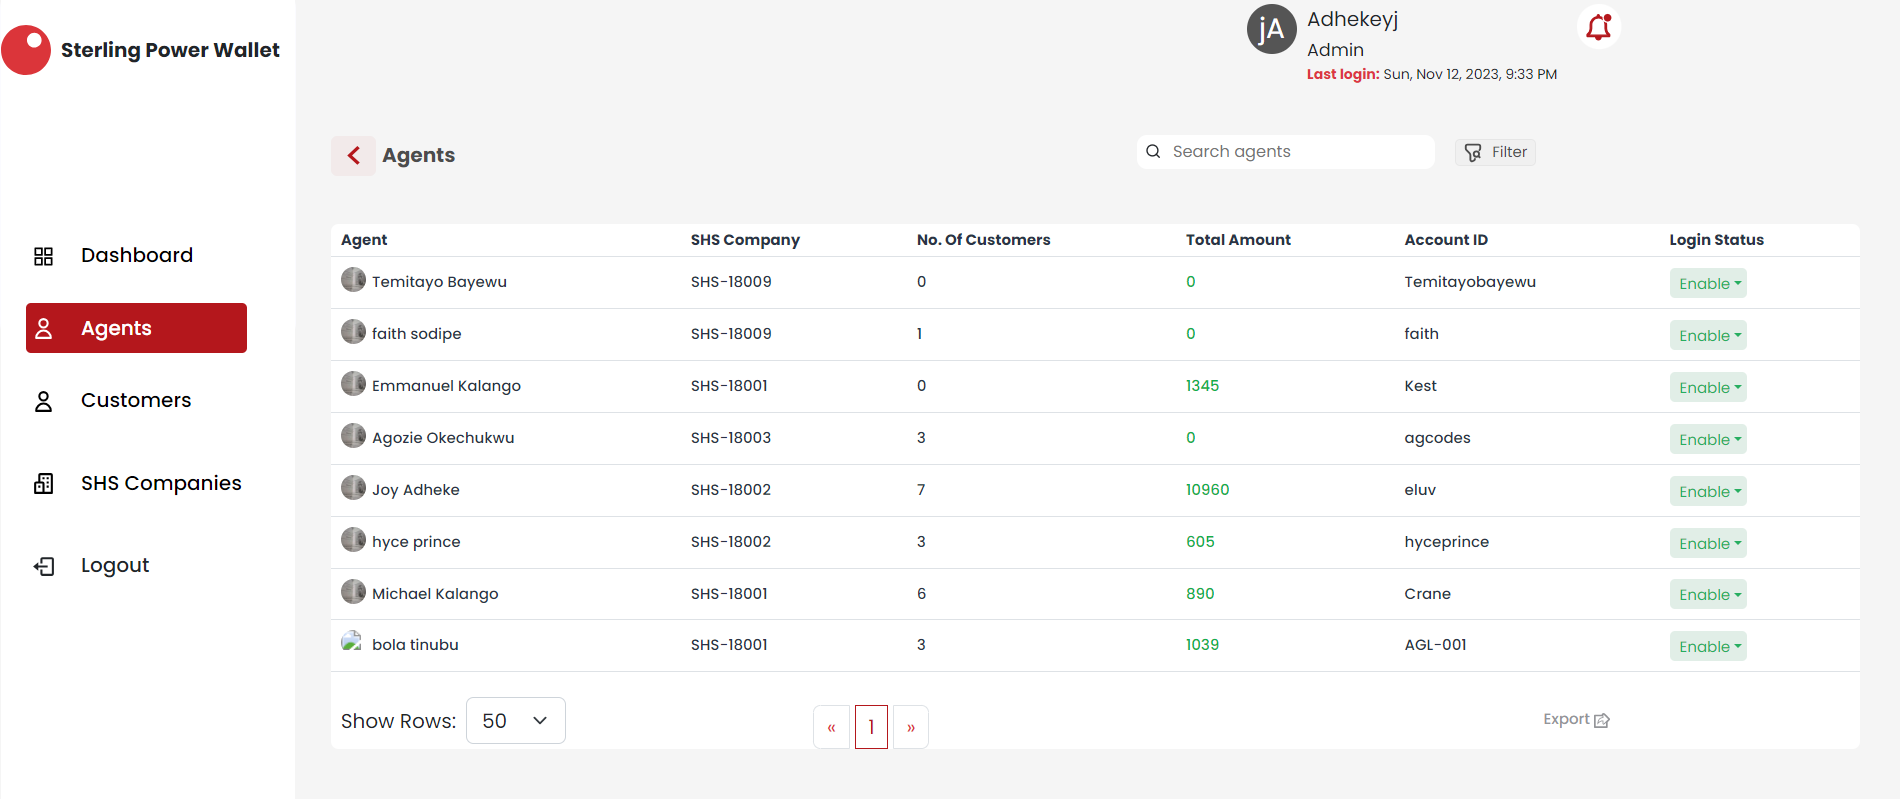 Sterling Power Wallet
jA
Adhekeyj
Admin
Last login: Sun, Nov 12, 2023, 9:33 PM
Dashboard
Agents
Customers
SHS Companies
Logout
Agents
Search agents
Filter
Agent SHS Company No. Of Customers Total Amount Account ID Login Status
Temitayo Bayewu SHS-18009 0 0 Temitayobayewu Enable
faith sodipe SHS-18009 1 0 faith Enable
Emmanuel Kalango SHS-18001 0 1345 Kest Enable
Agozie Okechukwu SHS-18003 3 0 agcodes Enable
Joy Adheke SHS-18002 7 10960 eluv Enable
hyce prince SHS-18002 3 605 hyceprince Enable
Michael Kalango SHS-18001 6 890 Crane Enable
bola tinubu SHS-18001 3 1039 AGL-001 Enable
Show Rows: 50
« 1 »
Export